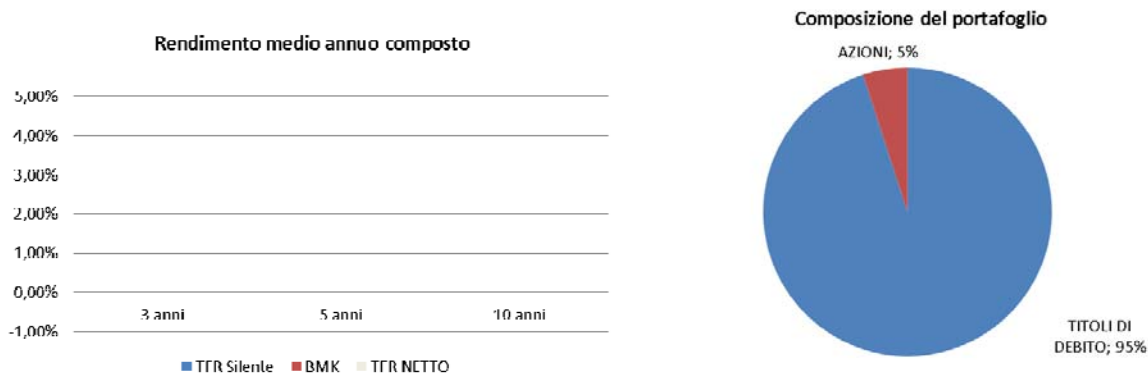 Rendimento medio annuo composto
5,00%
4,00%
3,00%
2,00%
1,00%
0,00%
-1,00%
3 anni 5 anni 10 anni
TFR Silente BMK TFR NETTO
Composizione del portafoglio
AZIONI; 5%
TITOLI DI
DEBITO; 95%